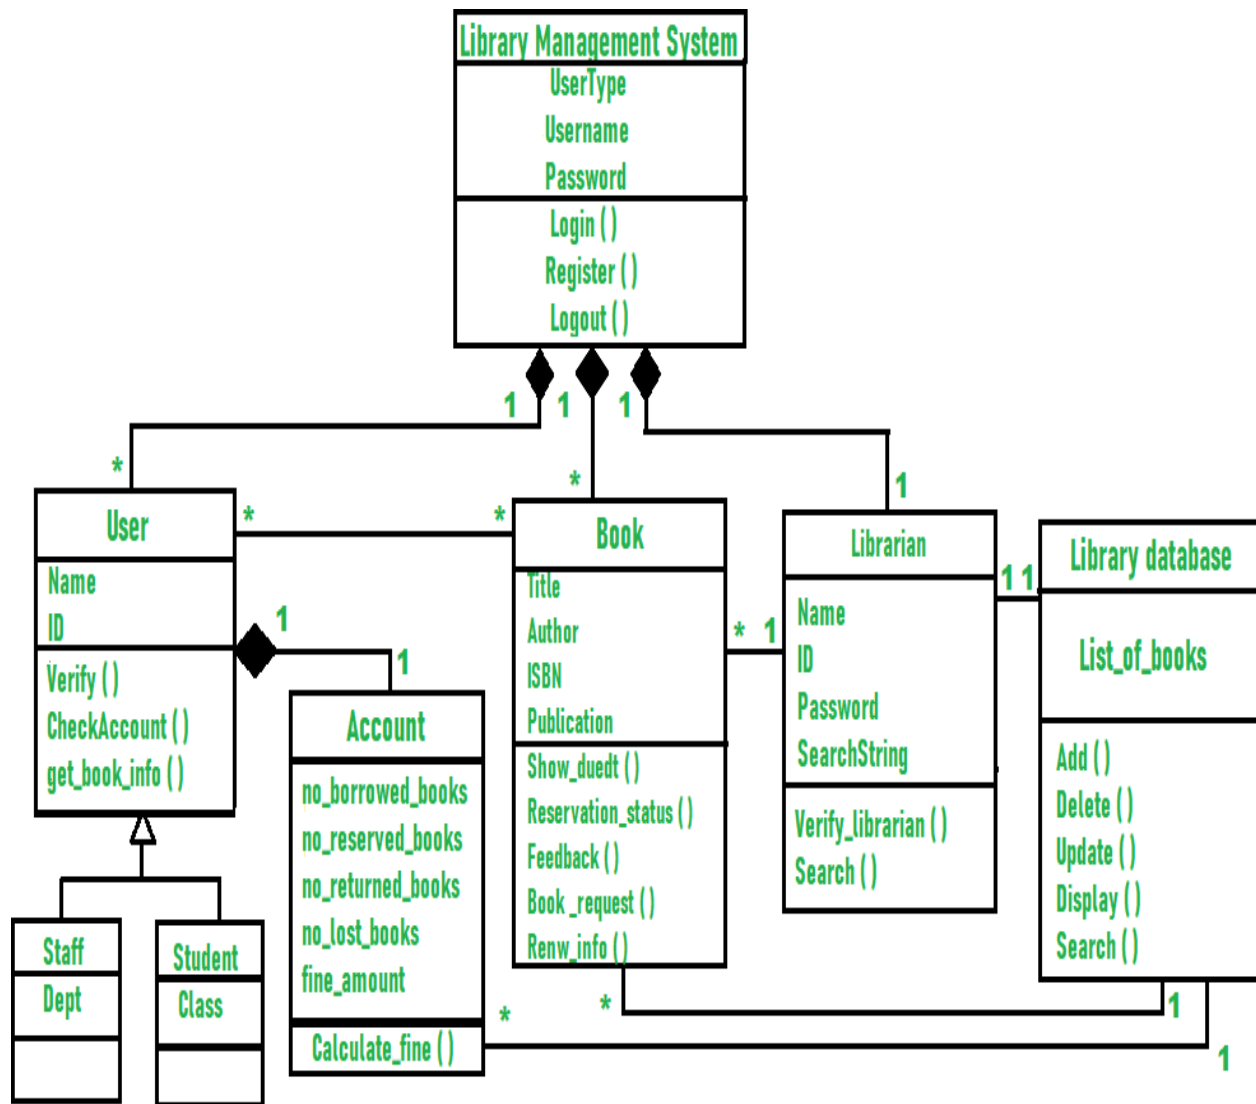 Library Management System
UserType
Username
Password
Login ( )
Register ( )
Logout ( )
1
1
1
*
*
1
User
Name
ID
Verify ( )
CheckAccount ( )
get_book_info ( )
*
*
1
1
Book
Title
Author
ISBN
Publication
Show_duedt ( )
Reservation_status ( )
Feedback ( )
Book _request ( )
Renw_info ( )
* 1
Librarian
Name
ID
Password
SearchString
Verify_librarian ( )
Search ( )
1 1
Library database
List_of_books
Add ( )
Delete ( )
Update ( )
Display ( )
Search ( )
Account
no_borrowed_books
no_reserved_books
no_returned_books
no_lost_books
fine_amount
Calculate_fine ( )
Staff
Dept
Student
Class
*
1
*
1